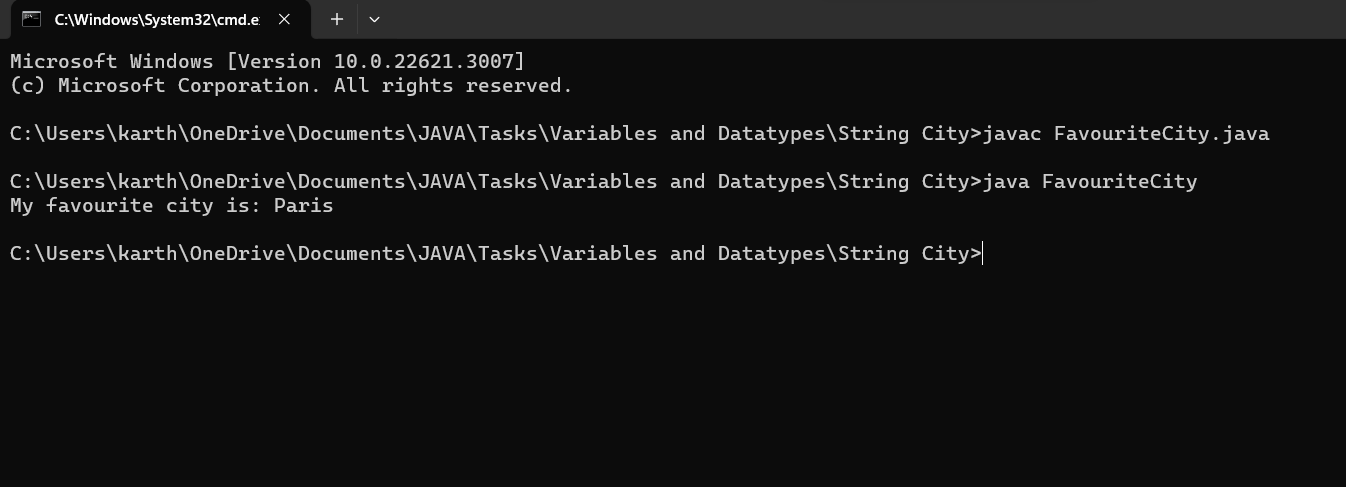 C:\Windows\System32\cmd.e
Microsoft Windows [Version 10.0.22621.3007]
(c) Microsoft Corporation. All rights reserved.
C:\Users\karth\OneDrive\Documents\JAVA\Tasks\Variables and Datatypes\String City>javac FavouriteCity.java
C:\Users\karth\OneDrive\Documents\JAVA\Tasks\Variables and Datatypes\String City>java FavouriteCity
My favourite city is: Paris
C:\Users\karth\OneDrive\Documents\JAVA\Tasks\Variables and Datatypes\String City>